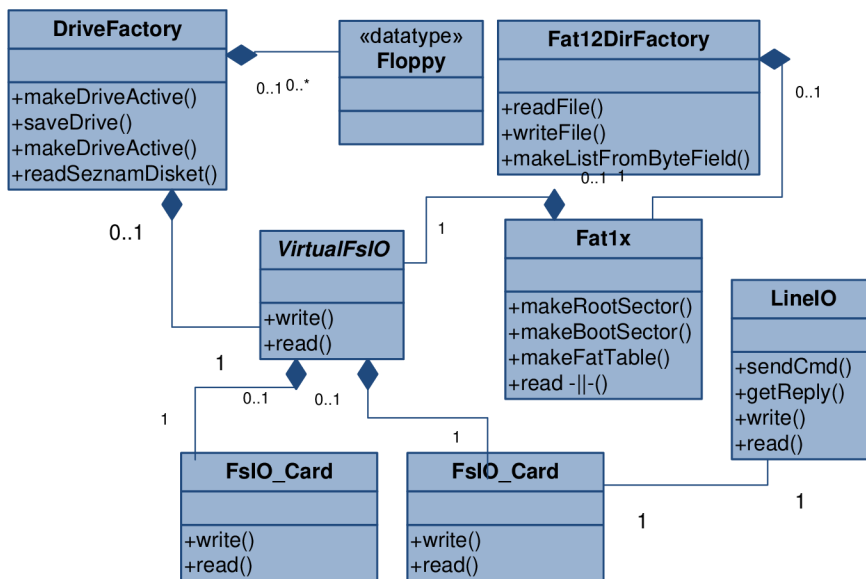 DriveFactory
+makeDriveActive()
+saveDrive()
+makeDriveActive()
+readSeznamDisket()
0..1 0..*
«datatype»
Floppy
Fat12DirFactory
+readFile()
+writeFile()
+makeListFromByteField()
0..1
0..1 1
0..1
1
VirtualFsIO
+write()
+read()
1
Fat1x
+makeRootSector()
+makeBootSector()
+makeFatTable()
+read -||-()
LineIO
+sendCmd()
+getReply()
+write()
+read()
0..1
0..1
1
1
FsIO_Card
+write()
+read()
FsIO_Card
+write()
+read()
1
1